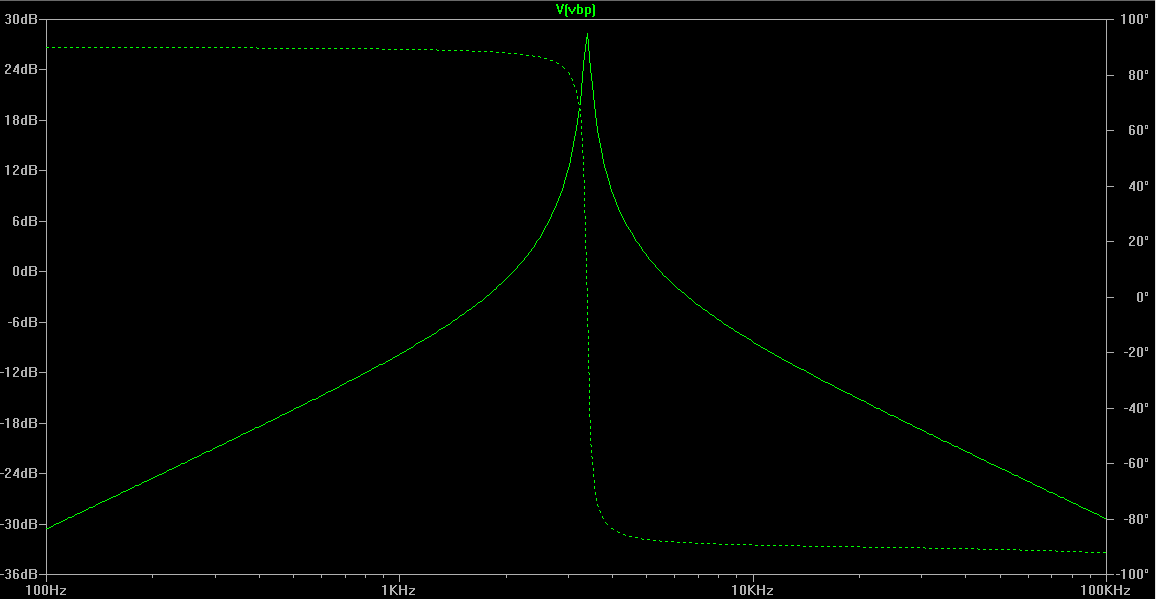 V(vbp)
30dB 100°
24dB 80°
18dB 60°
12dB 40°
6dB 20°
0dB 0°
-6dB -20°
-12dB -40°
-18dB -60°
-24dB -80°
-30dB
-36dB -100°
100Hz 1KHz 10KHz 100KHz